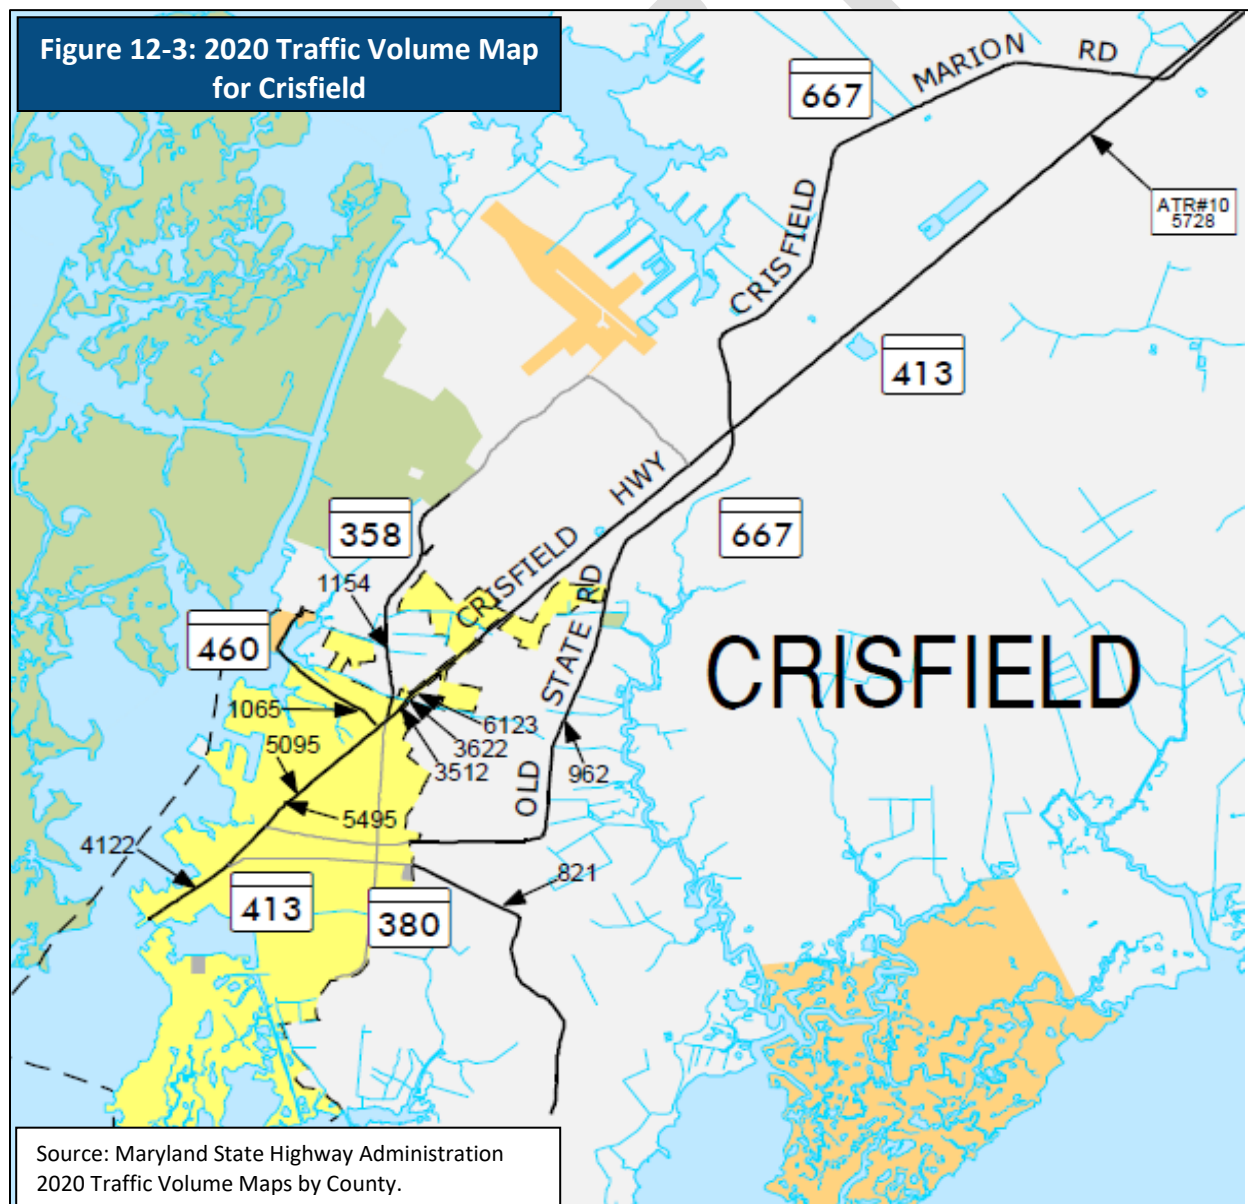 Figure 12-3: 2020 Traffic Volume Map
for Crisfield
MARION RD
667
CRISFIELD
ATR#10
5728
413
HWY
CRISFIELD
358
667
1154
STATE RD
460
CRISFIELD
1065
6123
5095
3622
3512
962
OLD
5495
4122
821
413
380
Source: Maryland State Highway Administration
2020 Traffic Volume Maps by County.